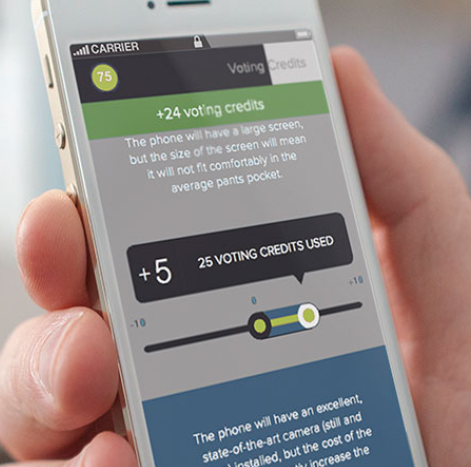 CARRIER
75
Voting Credits
+24 voting credits
The phone will have a large screen,
but the size of the screen will mean
it will not fit comfortably in the
average pants pocket.
+5 25 VOTING CREDITS USED
-10 0 +10
The phone will have an excellent,
state-of-the-art camera (still and
installed, but the cost of the
increase the